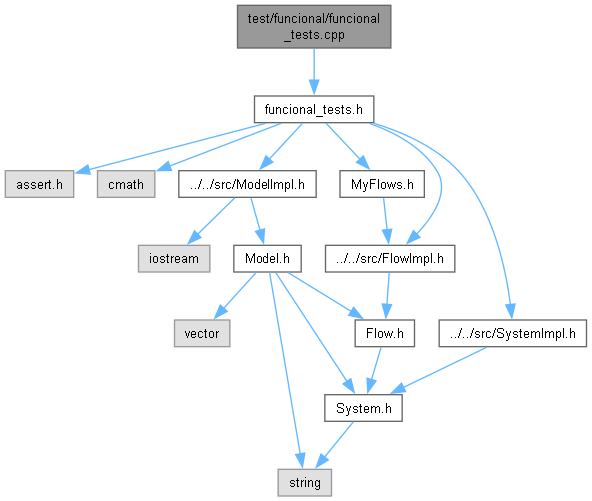 test/funcional/funcional
_tests.cpp
funcional_tests.h
assert.h
cmath
../../src/ModelImpl.h
MyFlows.h
iostream
Model.h
../../src/FlowImpl.h
vector
Flow.h
../../src/SystemImpl.h
System.h
string